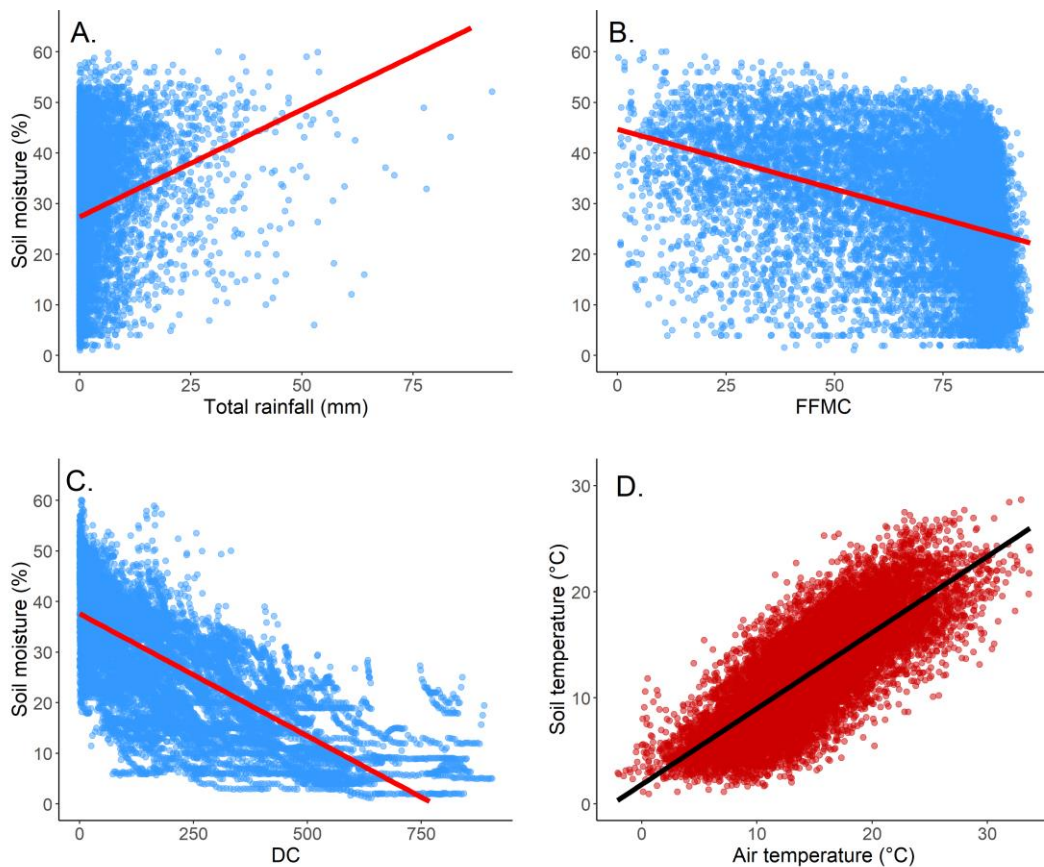 A.
60
50
40
30
20
10
0
Soil moisture (%)
0 25 50 75
Total rainfall (mm)
B.
60
50
40
30
20
10
0
0 25 50 75
FFMC
C.
60
50
40
30
20
10
0
Soil moisture (%)
0 250 500 750
DC
D.
30
20
10
0
Soil temperature (°C)
0 10 20 30
Air temperature (°C)